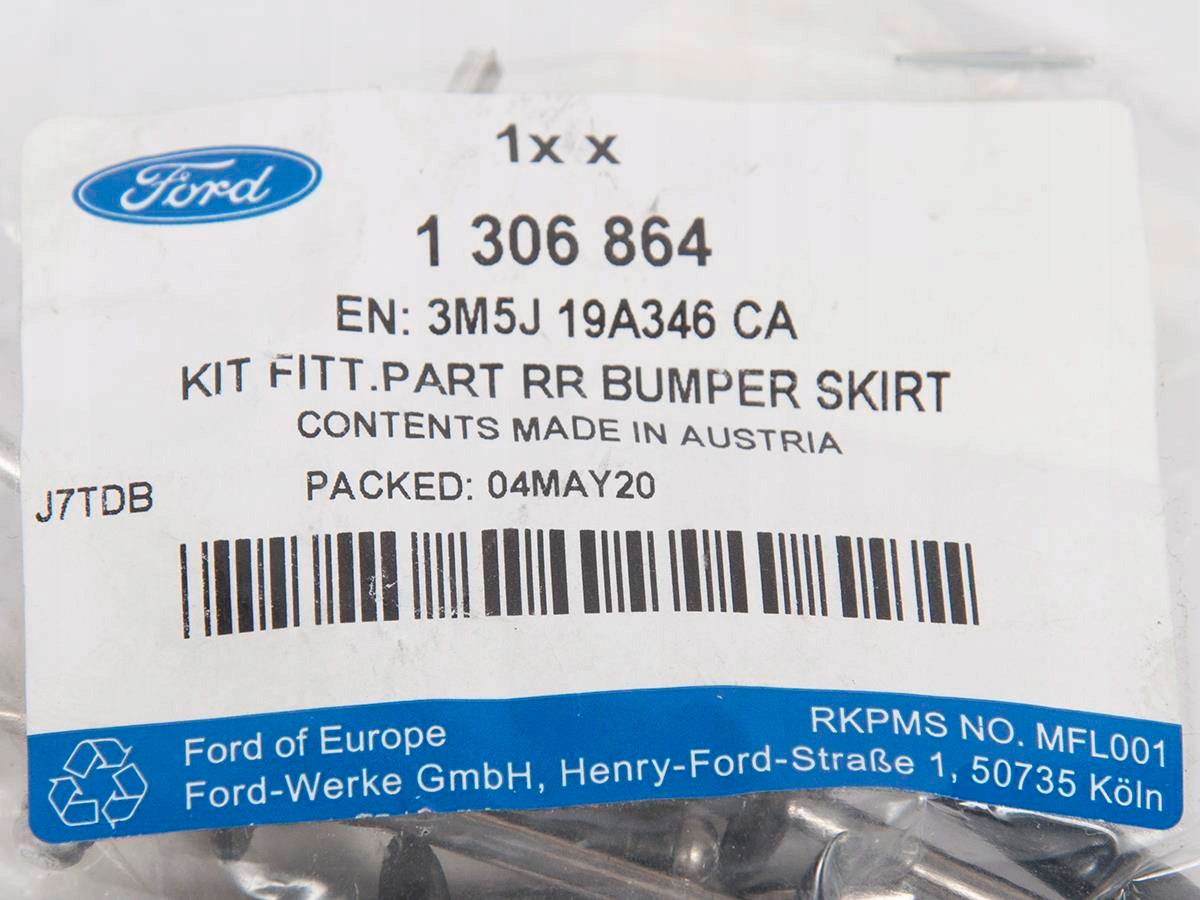 Ford
1x x
1 306 864
EN: 3M5J 19A346 CA
KIT FITT.PART RR BUMPER SKIRT
CONTENTS MADE IN AUSTRIA
J7TDB
PACKED: 04MAY20
RKPMS NO. MFL001
Ford of Europe
Ford-Werke GmbH, Henry-Ford-Straße 1, 50735 Köln